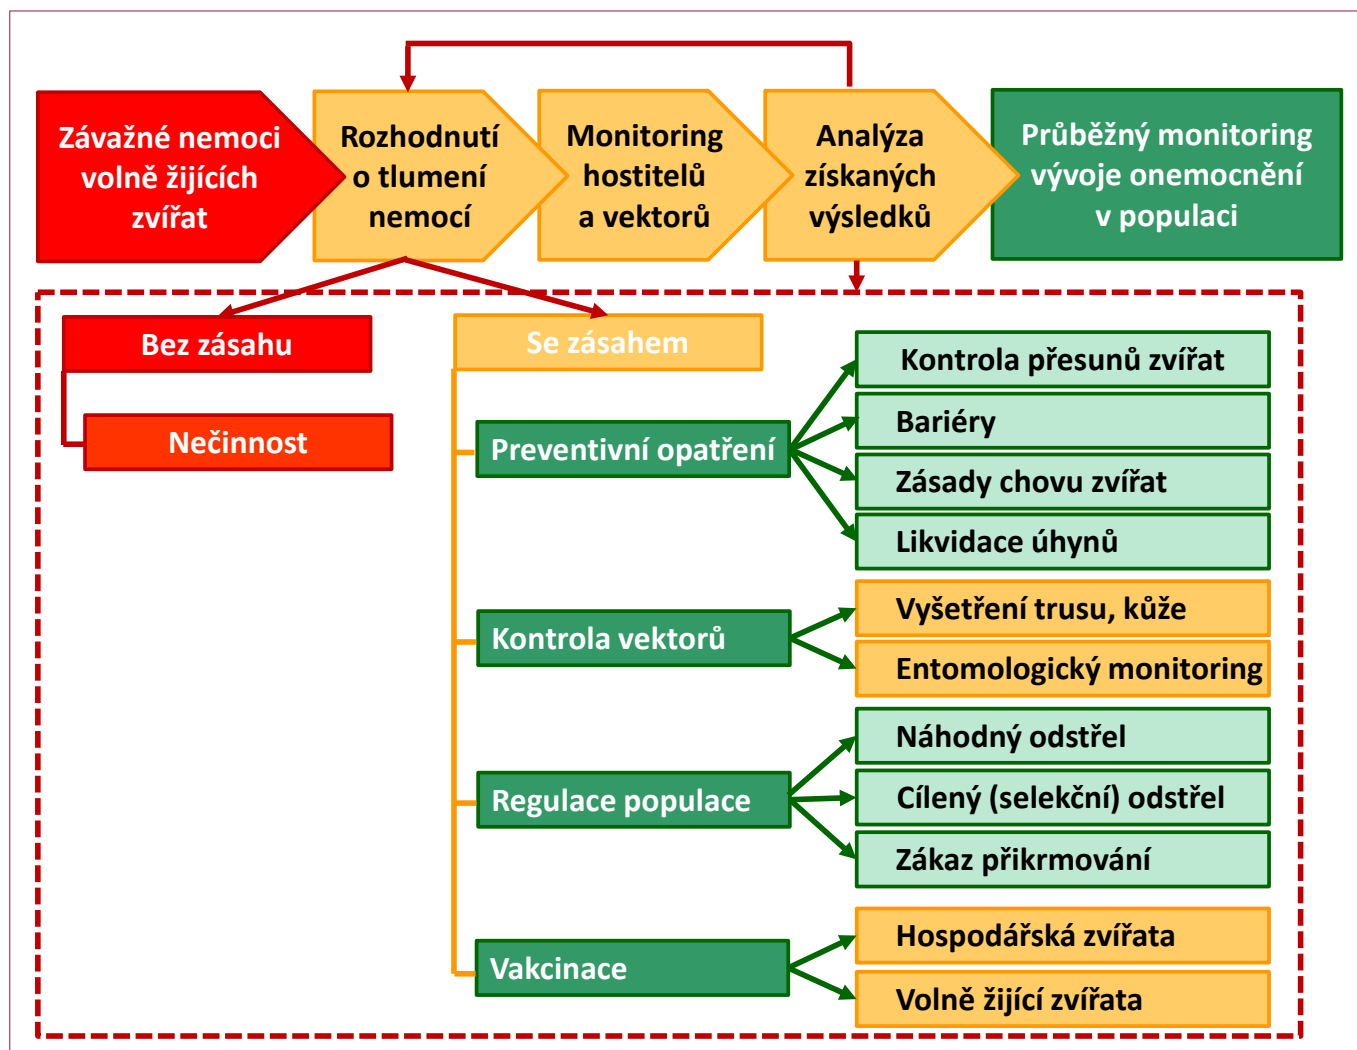 Závažné nemoci
volně žijících
zvířat
Rozhodnutí
o tlumení
nemocí
Monitoring
hostitelů
a vektorů
Analýza
získaných
výsledků
Průběžný monitoring
vývoje onemocnění
v populaci
Bez zásahu
Nečinnost
Se zásahem
Preventivní opatření
Kontrola přesunů zvířat
Bariéry
Zásady chovu zvířat
Likvidace úhynů
Kontrola vektorů
Vyšetření trusu, kůže
Entomologický monitoring
Regulace populace
Náhodný odstřel
Cílený (selekční) odstřel
Zákaz přikrmování
Vakcinace
Hospodářská zvířata
Volně žijící zvířata